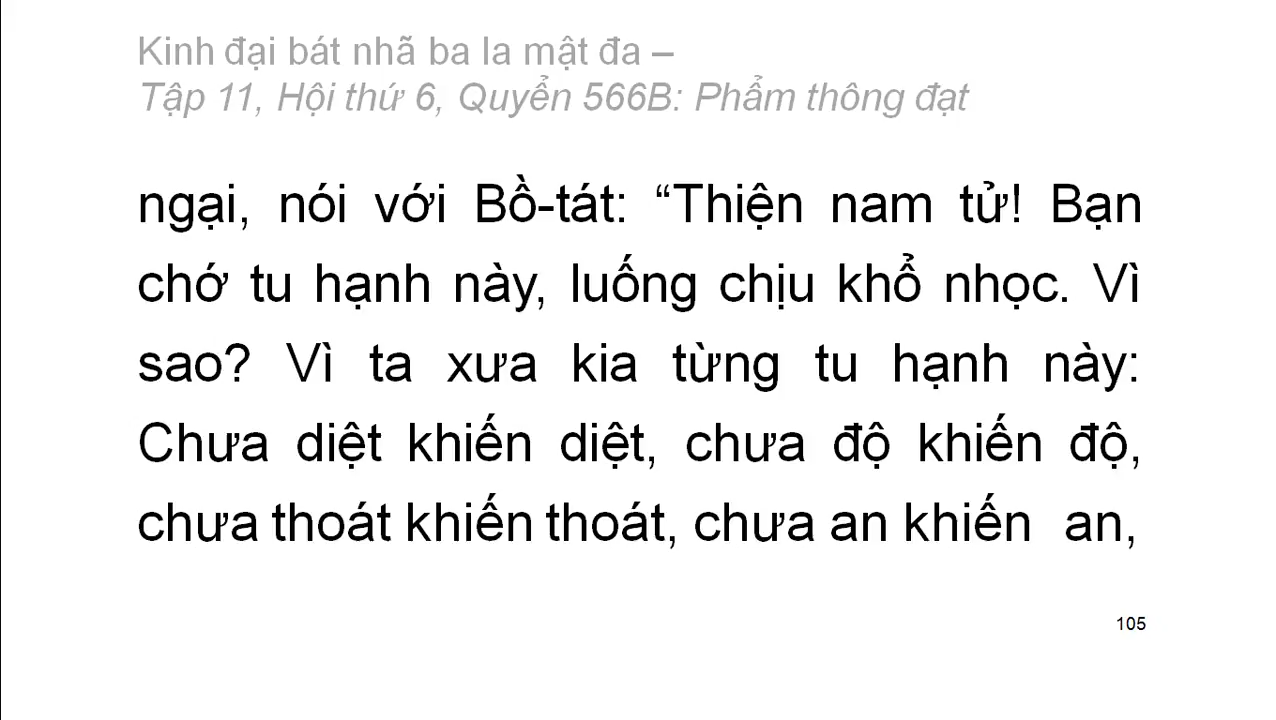 Kinh đại bát nhã ba la mật đa –
Tập 11, Hội thứ 6, Quyển 566B: Phẩm thông đạt
ngại, nói với Bồ-tát: “Thiện nam tử! Bạn
chớ tu hạnh này, luống chịu khổ nhọc. Vì
sao? Vì ta xưa kia từng tu hạnh này:
Chưa diệt khiến diệt, chưa độ khiến độ,
chưa thoát khiến thoát, chưa an khiến an,
105